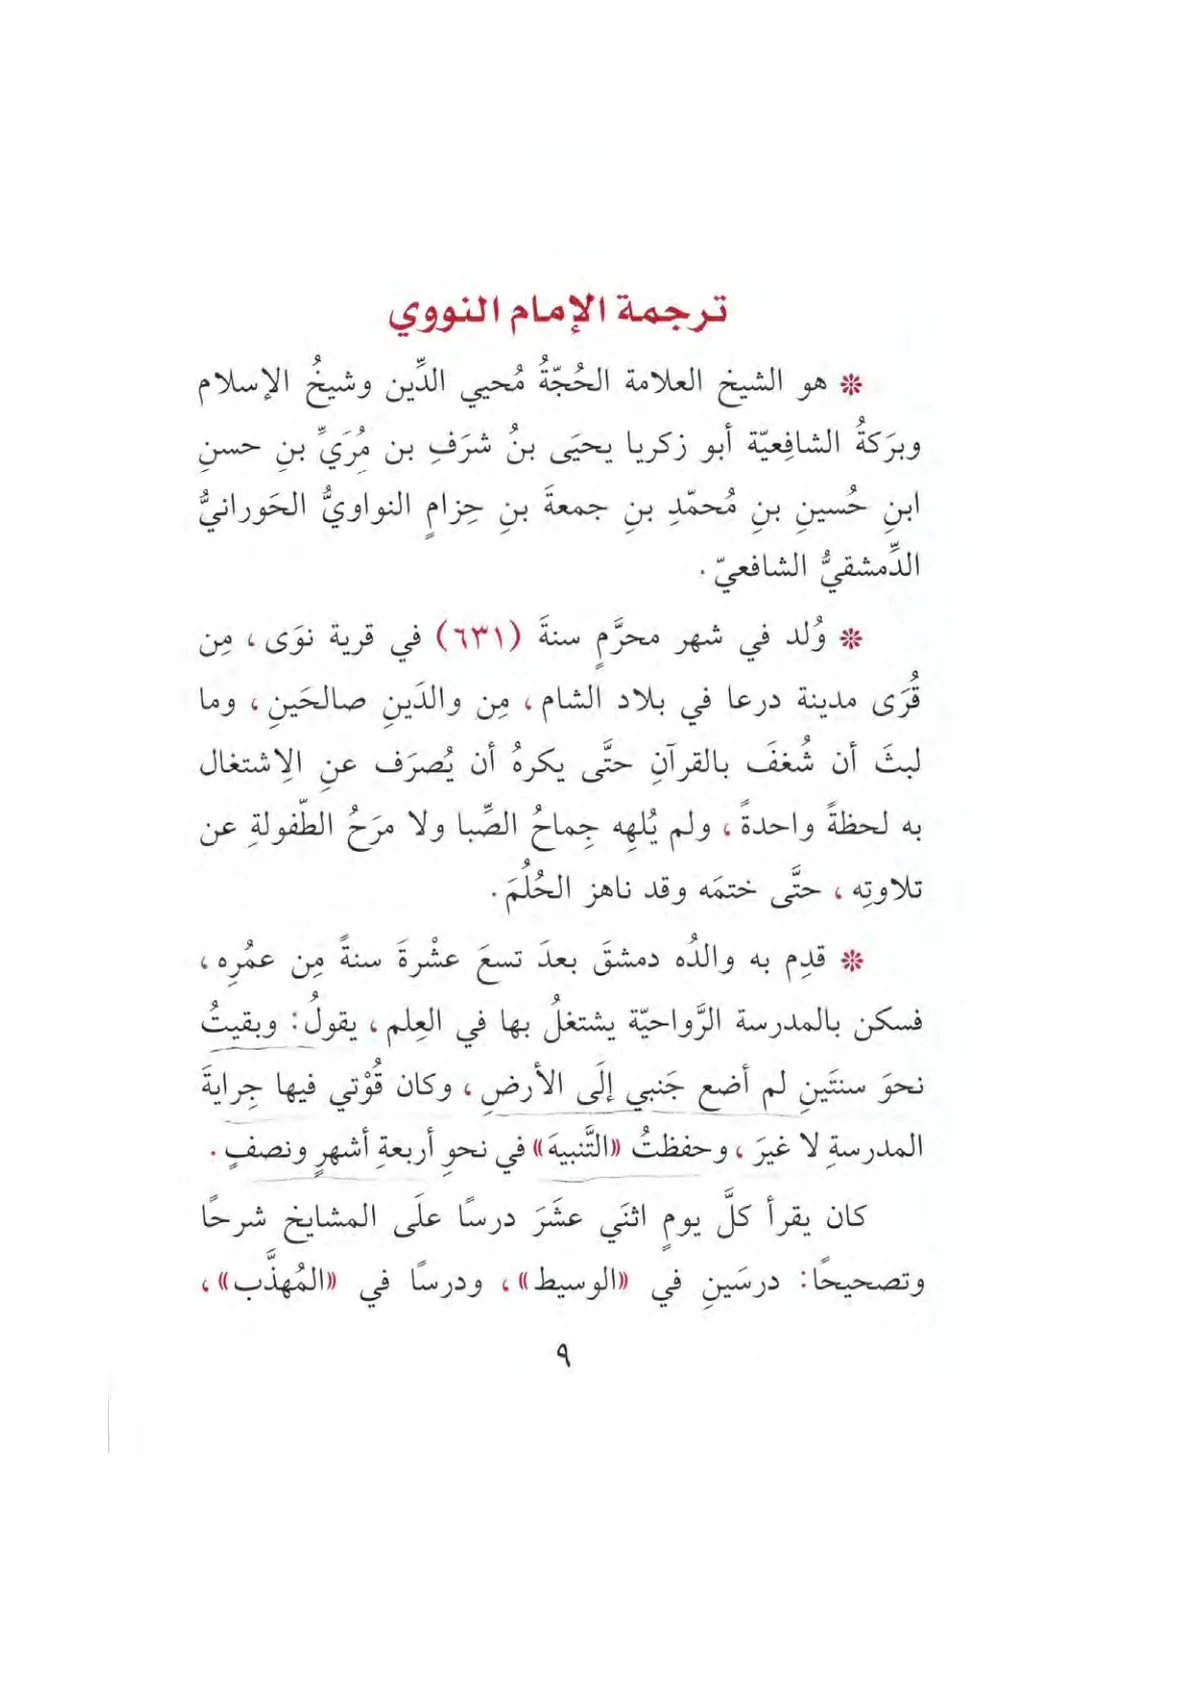 ترجمة الإمام النووي
❊ هو الشيخ العلامة الحُجّةُ مُحيي الدِّين وشيخُ الإسلام
وبرَكةُ الشافِعيّة أبو زكريا يحيَى بنُ شرَفِ بن مُرِيِّ بنِ حسنِ
ابنِ حُسينِ بنِ مُحمّدِ بنِ جمعةَ بنِ حِزامٍ النواويُّ الحَورانيُّ
الدِّمشقيُّ الشافعيّ .
❊ وُلد في شهر محرَّمٍ سنةَ (٦٣١) في قرية نوَى ، مِن
قُرَى مدينة درعا في بلاد الشام ، مِن والدَينِ صالحَينِ ، وما
لبثَ أن شُغفَ بالقرآنِ حتَّى يكرهُ أن يُصرَف عنِ الِاشتغال
به لحظةً واحدةً ، ولم يُلهِه جِماحُ الصِّبا ولا مرَحُ الطّفولةِ عن
تلاوتِه ، حتَّى ختمَه وقد ناهز الحُلُمَ .
❊ قدِم به والدُه دمشقَ بعدَ تسعَ عشْرةَ سنةً مِن عمُرِه ،
فسكن بالمدرسة الرَّواحيّة يشتغلُ بها في العِلم ، يقولُ : وبقيتُ
نحوَ سنتَينِ لم أضع جَنبي إلَى الأرضِ ، وكان قُوْتي فيها جِرايةَ
المدرسةِ لا غيرَ ، وحفظتُ «التَّنبيهَ» في نحوِ أربعةِ أشهرٍ ونصفٍ .
كان يقرأ كلَّ يومٍ اثنَي عشَرَ درسًا علَى المشايخ شرحًا
وتصحيحًا : درسَينِ في «الوسيط» ، ودرسًا في «المُهذَّب» ،
٩